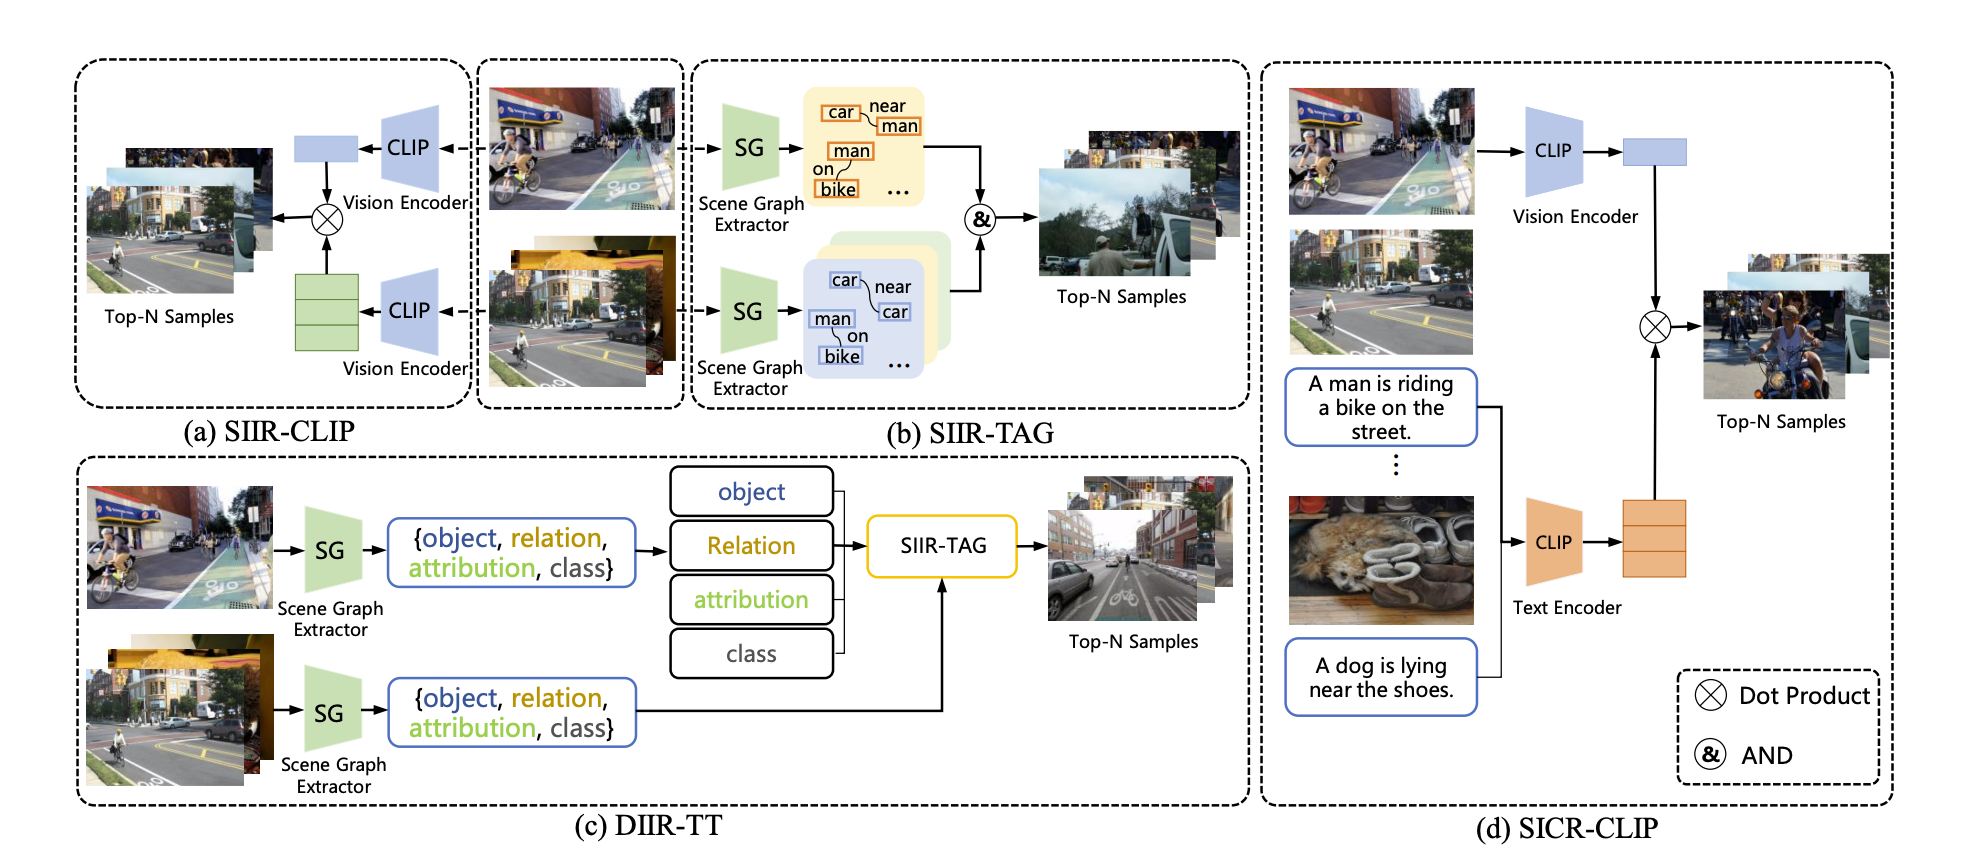 CLIP
Vision Encoder
CLIP
Vision Encoder
Top-N Samples
(a) SIIR-CLIP
SG
Scene Graph
Extractor
car
near
man
man
on
bike
...
SG
Scene Graph
Extractor
car
near
car
man
on
bike
...
&
Top-N Samples
(b) SIIR-TAG
SG
Scene Graph
Extractor
{object, relation,
attribution, class}
SG
Scene Graph
Extractor
{object, relation,
attribution, class}
object
Relation
attribution
class
SIIR-TAG
Top-N Samples
(c) DIIR-TT
CLIP
Vision Encoder
A man is riding
a bike on the
street.
⋮
A dog is lying
near the shoes.
CLIP
Text Encoder
Top-N Samples
Dot Product
& AND
(d) SICR-CLIP